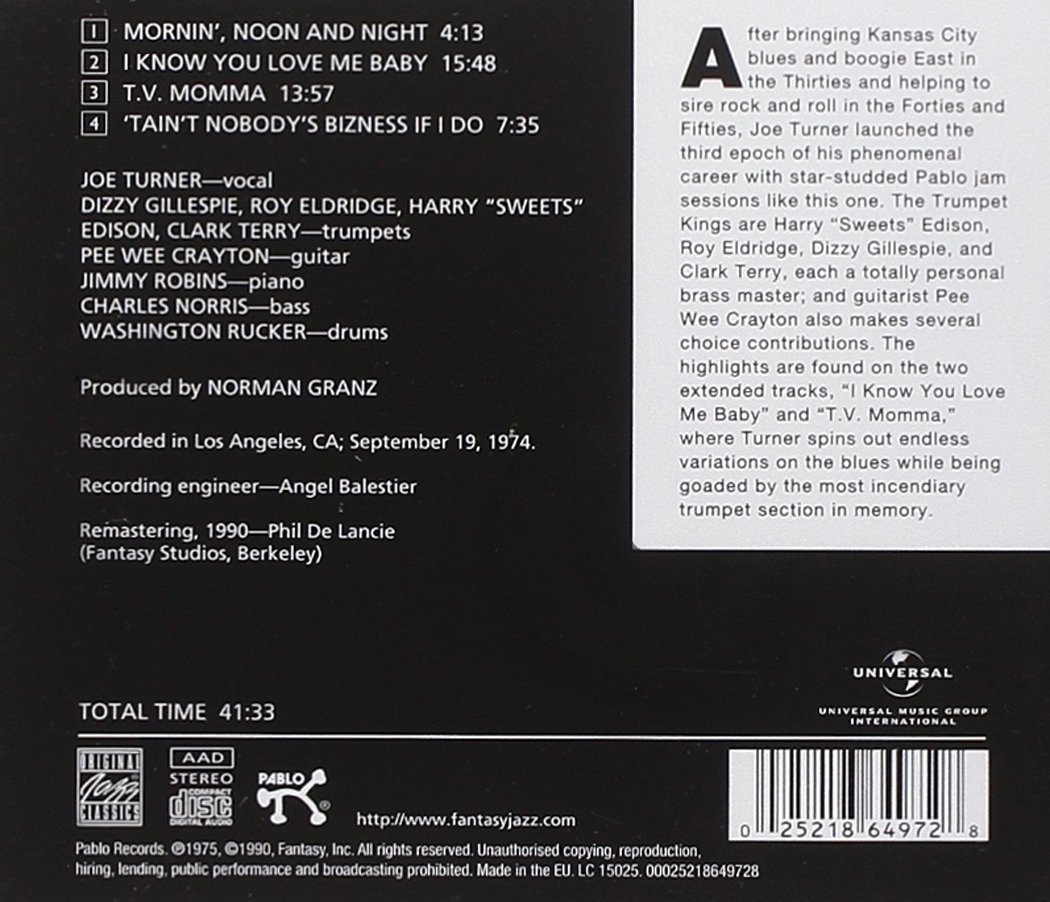 1 MORNIN', NOON AND NIGHT 4:13
2 I KNOW YOU LOVE ME BABY 15:48
3 T.V. MOMMA 13:57
4 'TAIN'T NOBODY'S BIZNESS IF I DO 7:35
JOE TURNER—vocal
DIZZY GILLESPIE, ROY ELDRIDGE, HARRY "SWEETS"
EDISON, CLARK TERRY—trumpets
PEE WEE CRAYTON—guitar
JIMMY ROBINS—piano
CHARLES NORRIS—bass
WASHINGTON RUCKER—drums
Produced by NORMAN GRANZ
Recorded in Los Angeles, CA; September 19, 1974.
Recording engineer—Angel Balestier
Remastering, 1990—Phil De Lancie
(Fantasy Studios, Berkeley)
After bringing Kansas City
blues and boogie East in
the Thirties and helping to
sire rock and roll in the Forties and
Fifties, Joe Turner launched the
third epoch of his phenomenal
career with star-studded Pablo jam
sessions like this one. The Trumpet
Kings are Harry "Sweets" Edison,
Roy Eldridge, Dizzy Gillespie, and
Clark Terry, each a totally personal
brass master; and guitarist Pee
Wee Crayton also makes several
choice contributions. The
highlights are found on the two
extended tracks, "I Know You Love
Me Baby" and "T.V. Momma,"
where Turner spins out endless
variations on the blues while being
goaded by the most incendiary
trumpet section in memory.
UNIVERSAL
UNIVERSAL MUSIC GROUP
INTERNATIONAL
TOTAL TIME 41:33
ORIGINAL
Jazz
CLASSICS
AAD
STEREO
COMPACT
disc
DIGITAL AUDIO
PABLO ®
http://www.fantasyjazz.com
0 25218 64972 8
Pablo Records. ℗1975, ©1990, Fantasy, Inc. All rights reserved. Unauthorised copying, reproduction,
hiring, lending, public performance and broadcasting prohibited. Made in the EU. LC 15025. 00025218649728